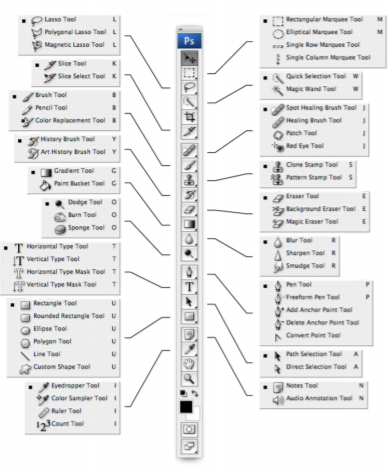 Lasso Tool L
Polygonal Lasso Tool L
Magnetic Lasso Tool L
Slice Tool K
Slice Select Tool K
Brush Tool B
Pencil Tool B
Color Replacement Tool B
History Brush Tool Y
Art History Brush Tool Y
Gradient Tool G
Paint Bucket Tool G
Dodge Tool O
Burn Tool O
Sponge Tool O
T Horizontal Type Tool T
T Vertical Type Tool T
Horizontal Type Mask Tool T
Vertical Type Mask Tool T
Rectangle Tool U
Rounded Rectangle Tool U
Ellipse Tool U
Polygon Tool U
Line Tool U
Custom Shape Tool U
Eyedropper Tool I
Color Sampler Tool I
Ruler Tool I
123 Count Tool I
Ps
T
Rectangular Marquee Tool M
Elliptical Marquee Tool M
Single Row Marquee Tool
Single Column Marquee Tool
Quick Selection Tool W
Magic Wand Tool W
Spot Healing Brush Tool J
Healing Brush Tool J
Patch Tool J
Red Eye Tool J
Clone Stamp Tool S
Pattern Stamp Tool S
Eraser Tool E
Background Eraser Tool E
Magic Eraser Tool E
Blur Tool R
Sharpen Tool R
Smudge Tool R
Pen Tool P
Freeform Pen Tool P
Add Anchor Point Tool
Delete Anchor Point Tool
Convert Point Tool
Path Selection Tool A
Direct Selection Tool A
Notes Tool N
Audio Annotation Tool N